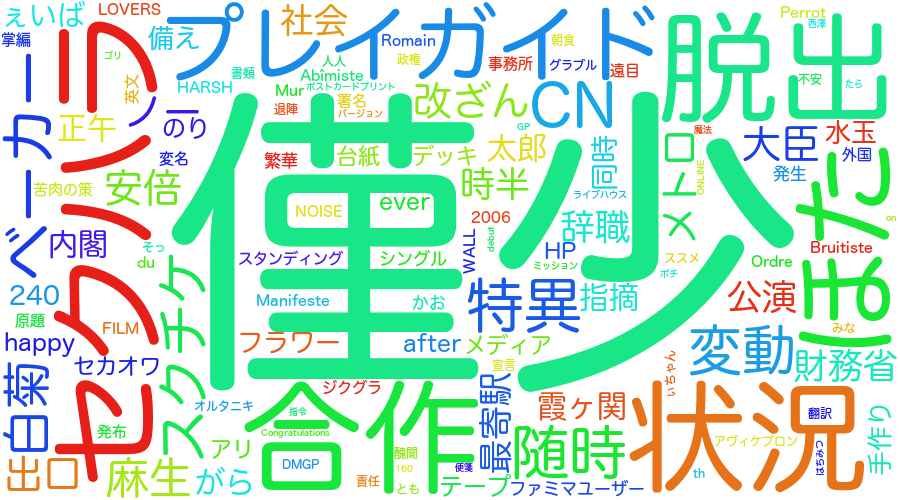 僅少
プレイガイド
脱出
セクハラ
状況
合作
ほたる
CN
特異
変動
随時
社会
LOVERS
えぃば
掌編
備え
HARSH
書類
Romain
人人
Abîmiste
ポストカードプリント
政権
朝食
事務所
グラブル
遠目
Perrot
西澤
不安
たら
ゴリ
英文
ベーカー
正午
のり
変名
繁華
Mur
退陣
署名
バージョン
改ざん
台紙
デッキ
太郎
GP
同時
ライブハウス
メトロ
ONLINE
魔法
大臣
水玉
外国
発生
苦肉の策
安倍
NOISE
ever
時半
2006
辞職
WALL
debut
HP
ミッション
ススメ
ポチ
Bruitiste
Ordre
on
そっ
du
内閣
240
原題
スクチケ
スタンディング
シングル
Manifeste
かお
指摘
公演
みな
happy
FILM
セカオワ
フラワー
after
メディア
宣言
財務省
白菊
オルタニキ
ジクグラ
最寄駅
霞ヶ関
いちゃん
発布
アリ
指令
Congratulations
DMGP
醜聞
160
便箋
翻訳
はちみつ
アヴィケブロン
手作り
出口
麻生
がら
責任
とも
テープ
ファミマユーザー
th